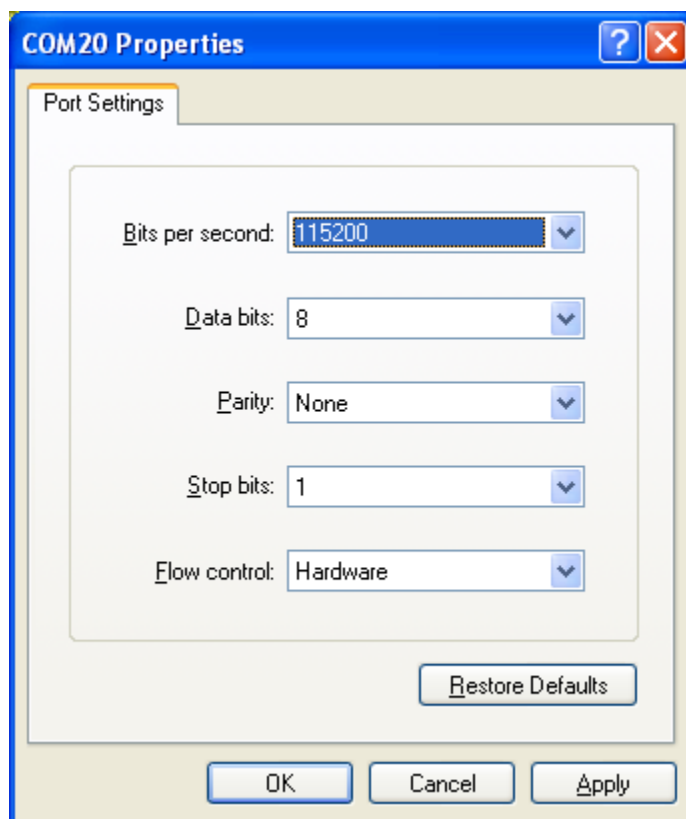 COM20 Properties
Port Settings
Bits per second: 115200
Data bits: 8
Parity: None
Stop bits: 1
Flow control: Hardware
Restore Defaults
OK Cancel Apply